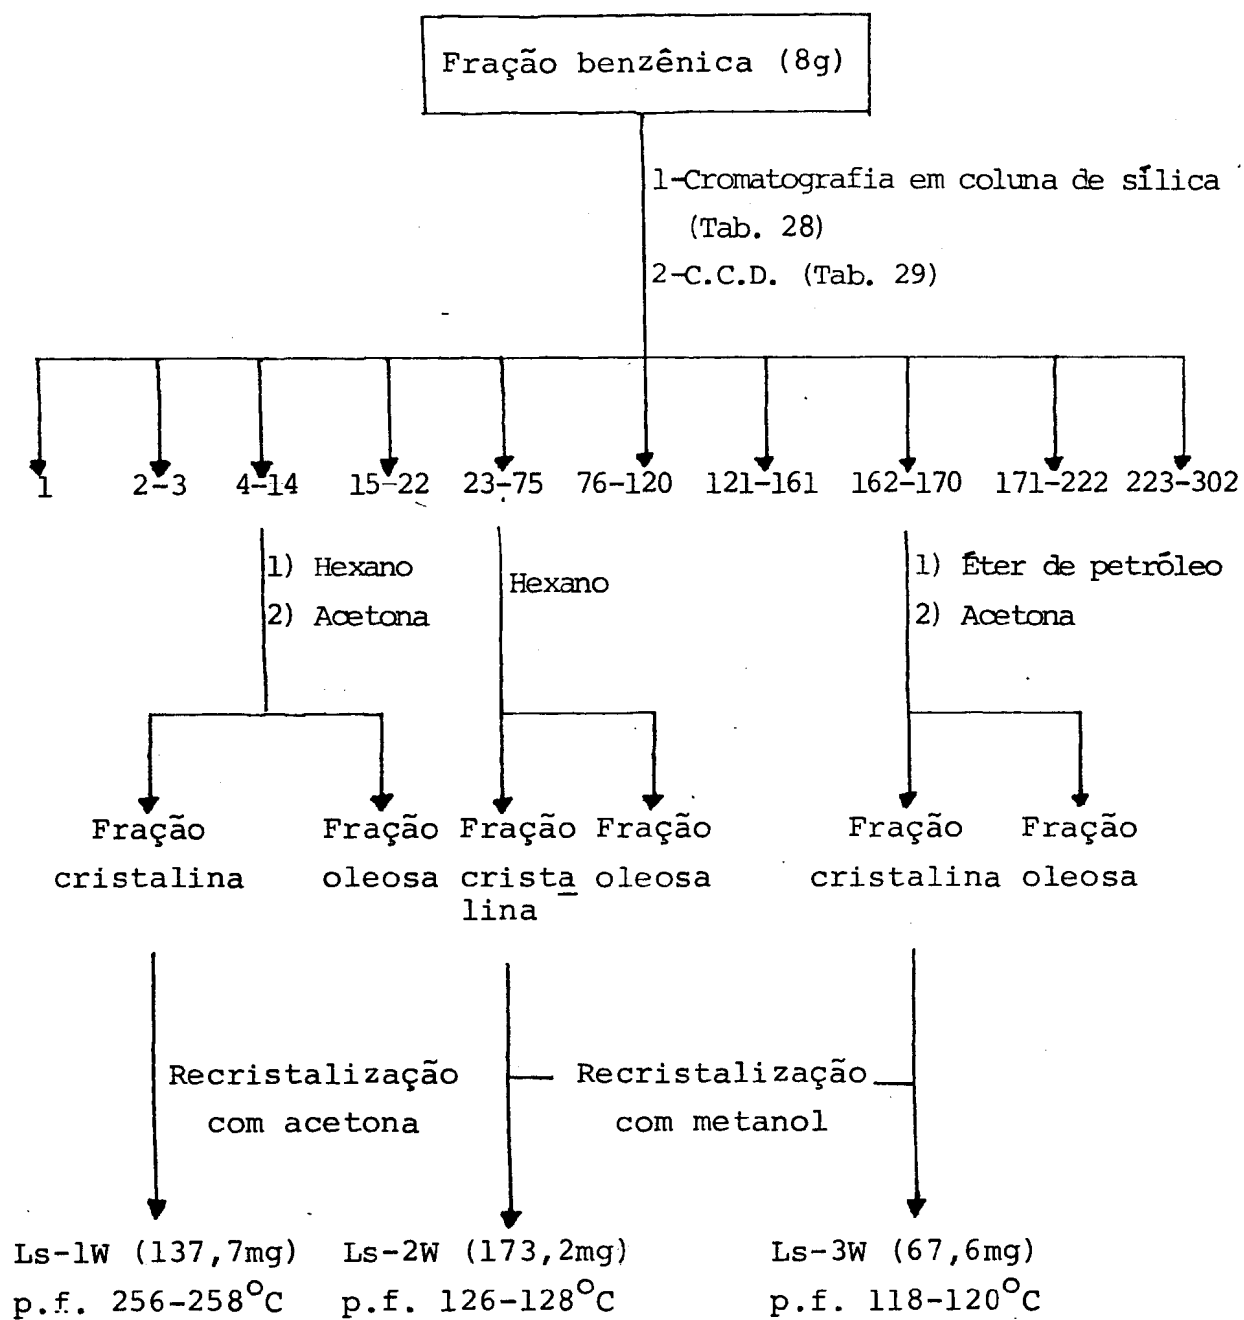 Fração benzênica (8g)
1-Cromatografia em coluna de sílica
(Tab. 28)
2-C.C.D. (Tab. 29)
1 2-3 4-14 15-22 23-75 76-120 121-161 162-170 171-222 223-302
1) Hexano
2) Acetona
Hexano
1) Éter de petróleo
2) Acetona
Fração
cristalina
Fração
oleosa
Fração
crista
lina
Fração
oleosa
Fração
cristalina
Fração
oleosa
Recristalização
com acetona
Recristalização
com metanol
Ls-1W (137,7mg)
p.f. 256-258°C
Ls-2W (173,2mg)
p.f. 126-128°C
Ls-3W (67,6mg)
p.f. 118-120°C